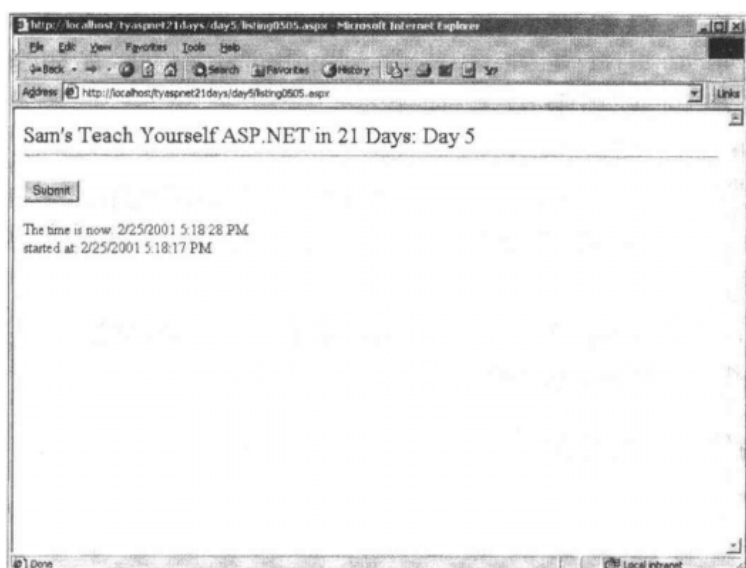 http://localhost/tyaspnet21days/day5/listing0505.aspx - Microsoft Internet Explorer
File Edit View Favorites Tools Help
Back Search Favorites History
Address http://localhost/tyaspnet21days/day5/listing0505.aspx Links
Sam's Teach Yourself ASP.NET in 21 Days: Day 5
Submit
The time is now: 2/25/2001 5:18:28 PM
started at: 2/25/2001 5:18:17 PM
Done Local intranet